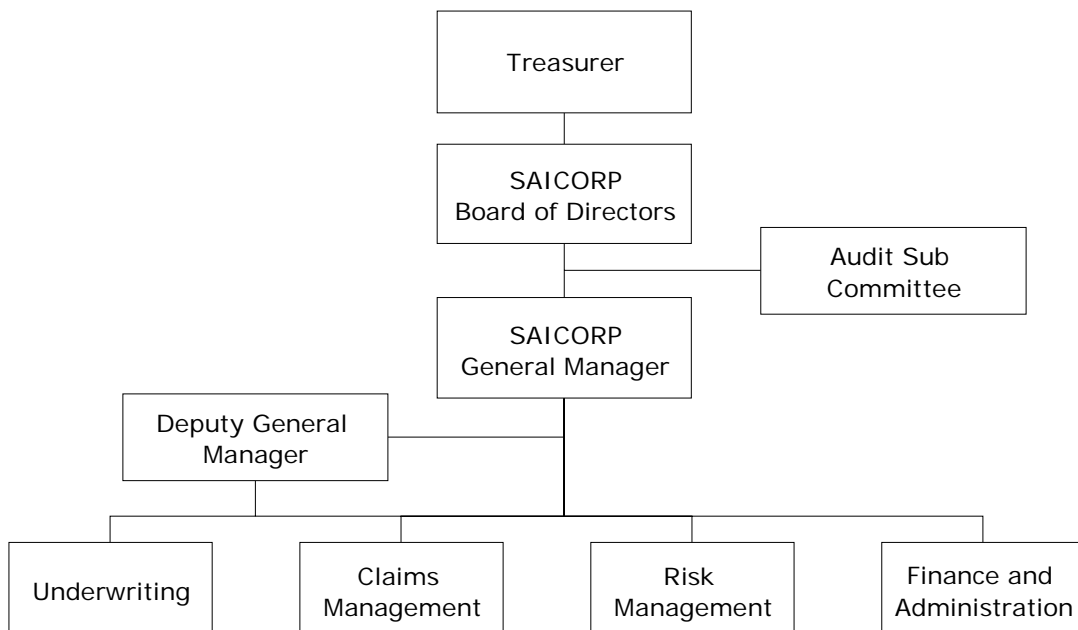 Treasurer
SAICORP
Board of Directors
Audit Sub
Committee
SAICORP
General Manager
Deputy General
Manager
Underwriting
Claims
Management
Risk
Management
Finance and
Administration